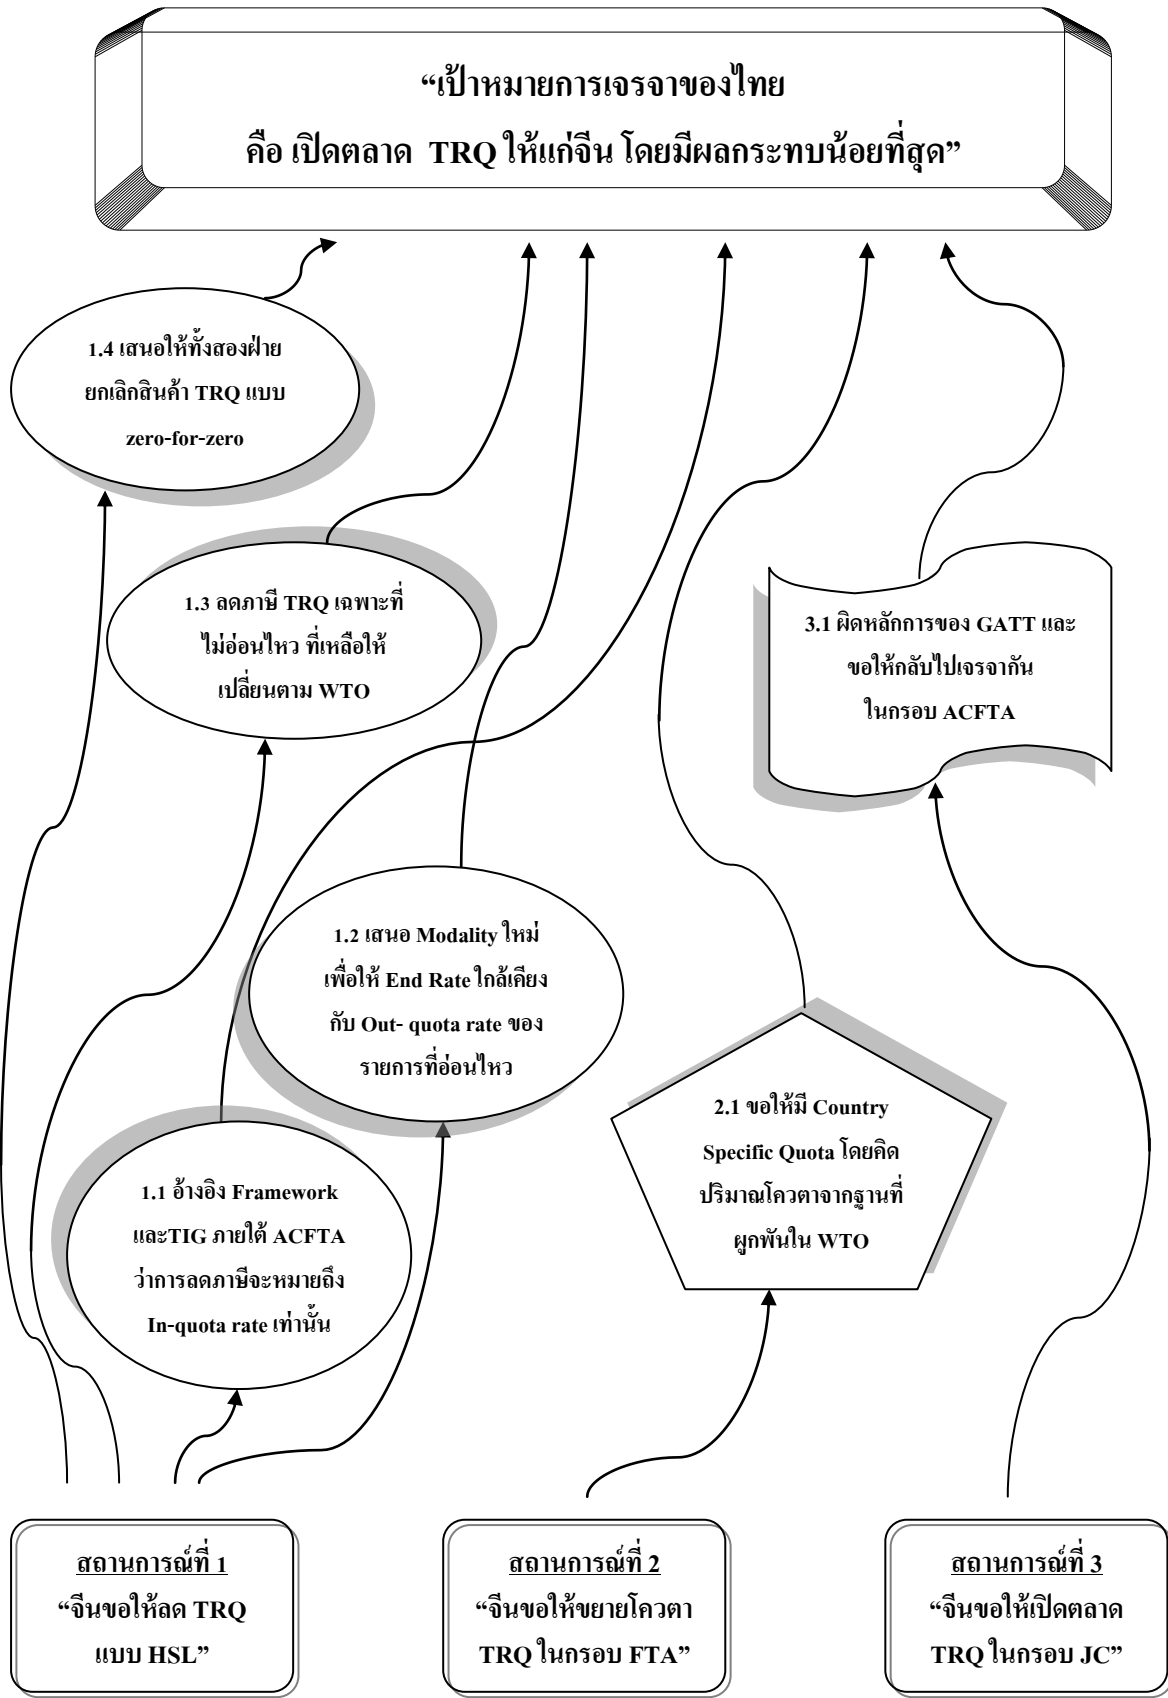 “เป้าหมายการเจรจาของไทย
คือ เปิดตลาด TRQ ให้แก่จีน โดยมีผลกระทบน้อยที่สุด”
1.4 เสนอให้ทั้งสองฝ่าย
ยกเลิกสินค้า TRQ แบบ
zero-for-zero
1.3 ลดภาษี TRQ เฉพาะที่
ไม่อ่อนไหว ที่เหลือให้
เปลี่ยนตาม WTO
3.1 ผิดหลักการของ GATT และ
ขอให้กลับไปเจรจากัน
ในกรอบ ACFTA
1.2 เสนอ Modality ใหม่
เพื่อให้ End Rate ใกล้เคียง
กับ Out- quota rate ของ
รายการที่อ่อนไหว
2.1 ขอให้มี Country
Specific Quota โดยคิด
ปริมาณโควตาจากฐานที่
ผูกพันใน WTO
1.1 อ้างอิง Framework
และTIG ภายใต้ ACFTA
ว่าการลดภาษีจะหมายถึง
In-quota rate เท่านั้น
สถานการณ์ที่ 1
“จีนขอให้ลด TRQ
แบบ HSL”
สถานการณ์ที่ 2
“จีนขอให้ขยายโควตา
TRQ ในกรอบ FTA”
สถานการณ์ที่ 3
“จีนขอให้เปิดตลาด
TRQ ในกรอบ JC”